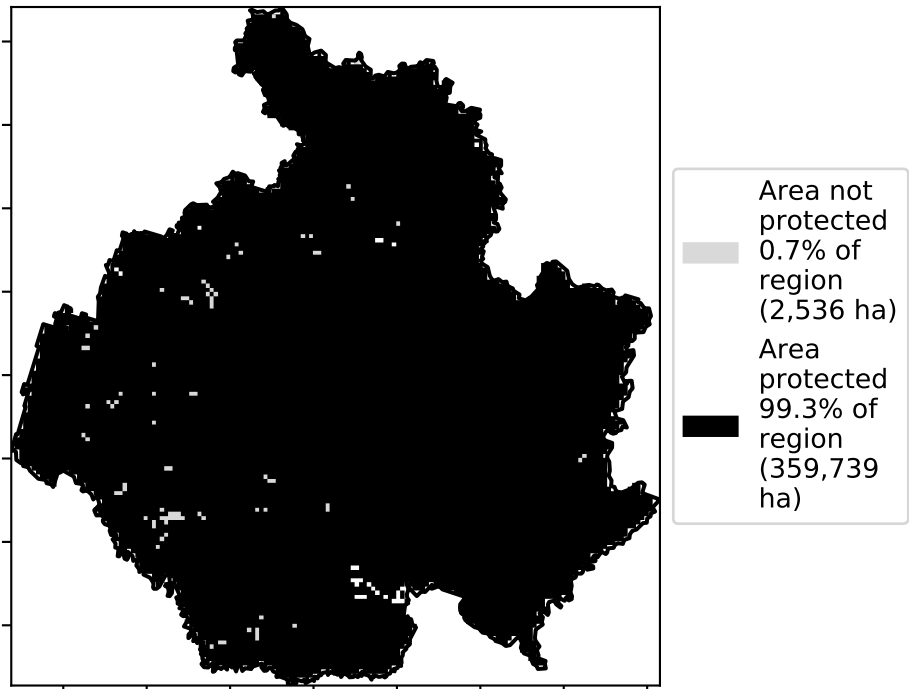 Area not
protected
0.7% of
region
(2,536 ha)
Area
protected
99.3% of
region
(359,739
ha)